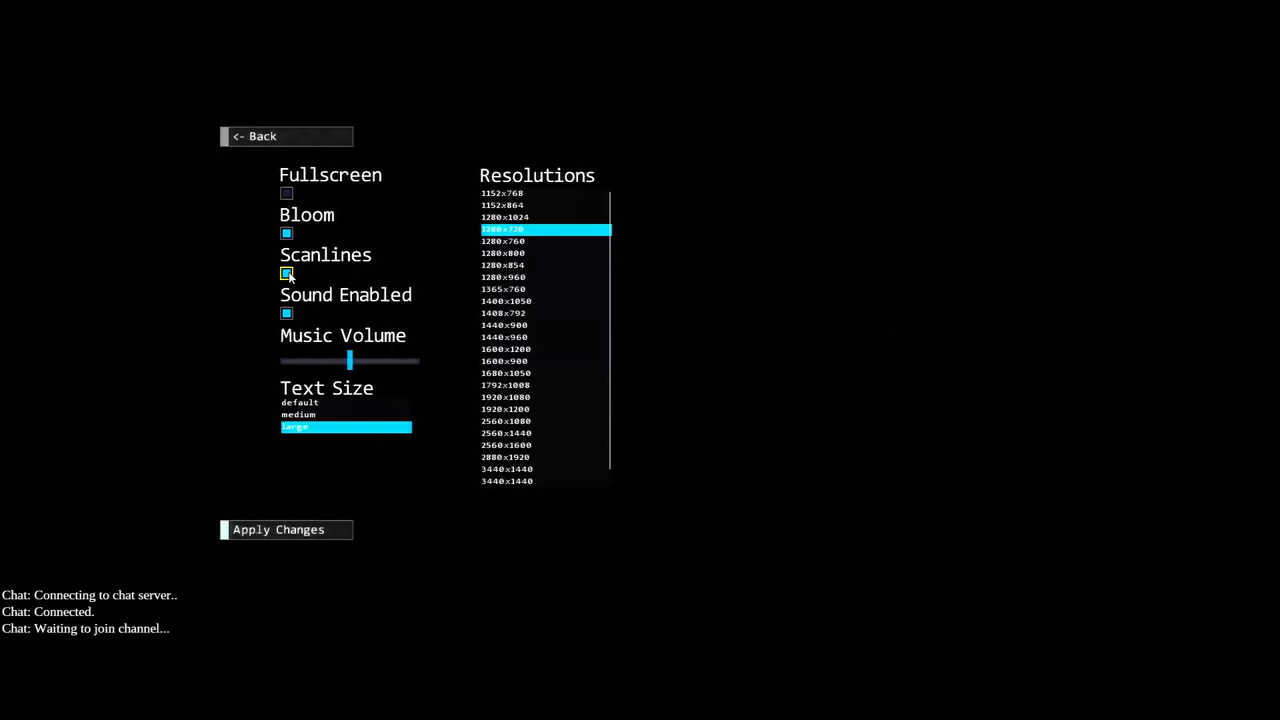 <- Back
Fullscreen
Bloom
Scanlines
Sound Enabled
Music Volume
Text Size
default
medium
large
Resolutions
1152x768
1152x864
1280x1024
1280x720
1280x760
1280x800
1280x854
1280x960
1365x760
1400x1050
1408x792
1440x900
1440x960
1600x1200
1600x900
1680x1050
1792x1008
1920x1080
1920x1200
2560x1080
2560x1440
2560x1600
2880x1920
3440x1440
3440x1440
Apply Changes
Chat: Connecting to chat server..
Chat: Connected.
Chat: Waiting to join channel...